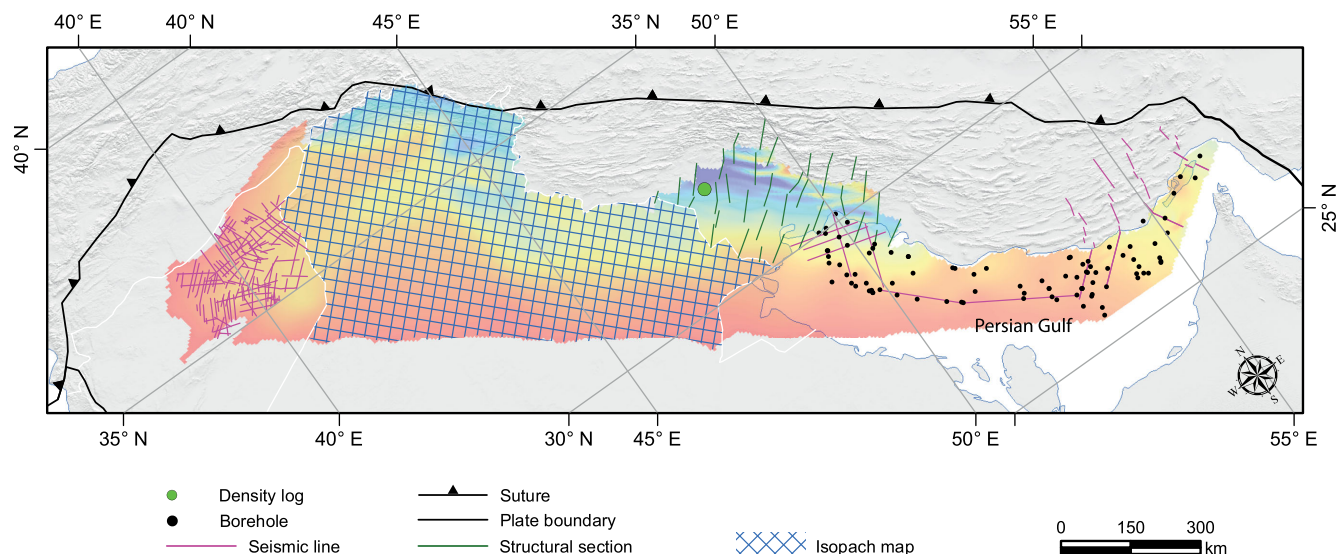 40° E 40° N 45° E 35° N 50° E 55° E
40° N
25° N
Persian Gulf
N E W S
35° N 40° E 30° N 45° E 50° E 55° E
Density log Suture 0 150 300
Borehole Plate boundary km
Seismic line Structural section Isopach map